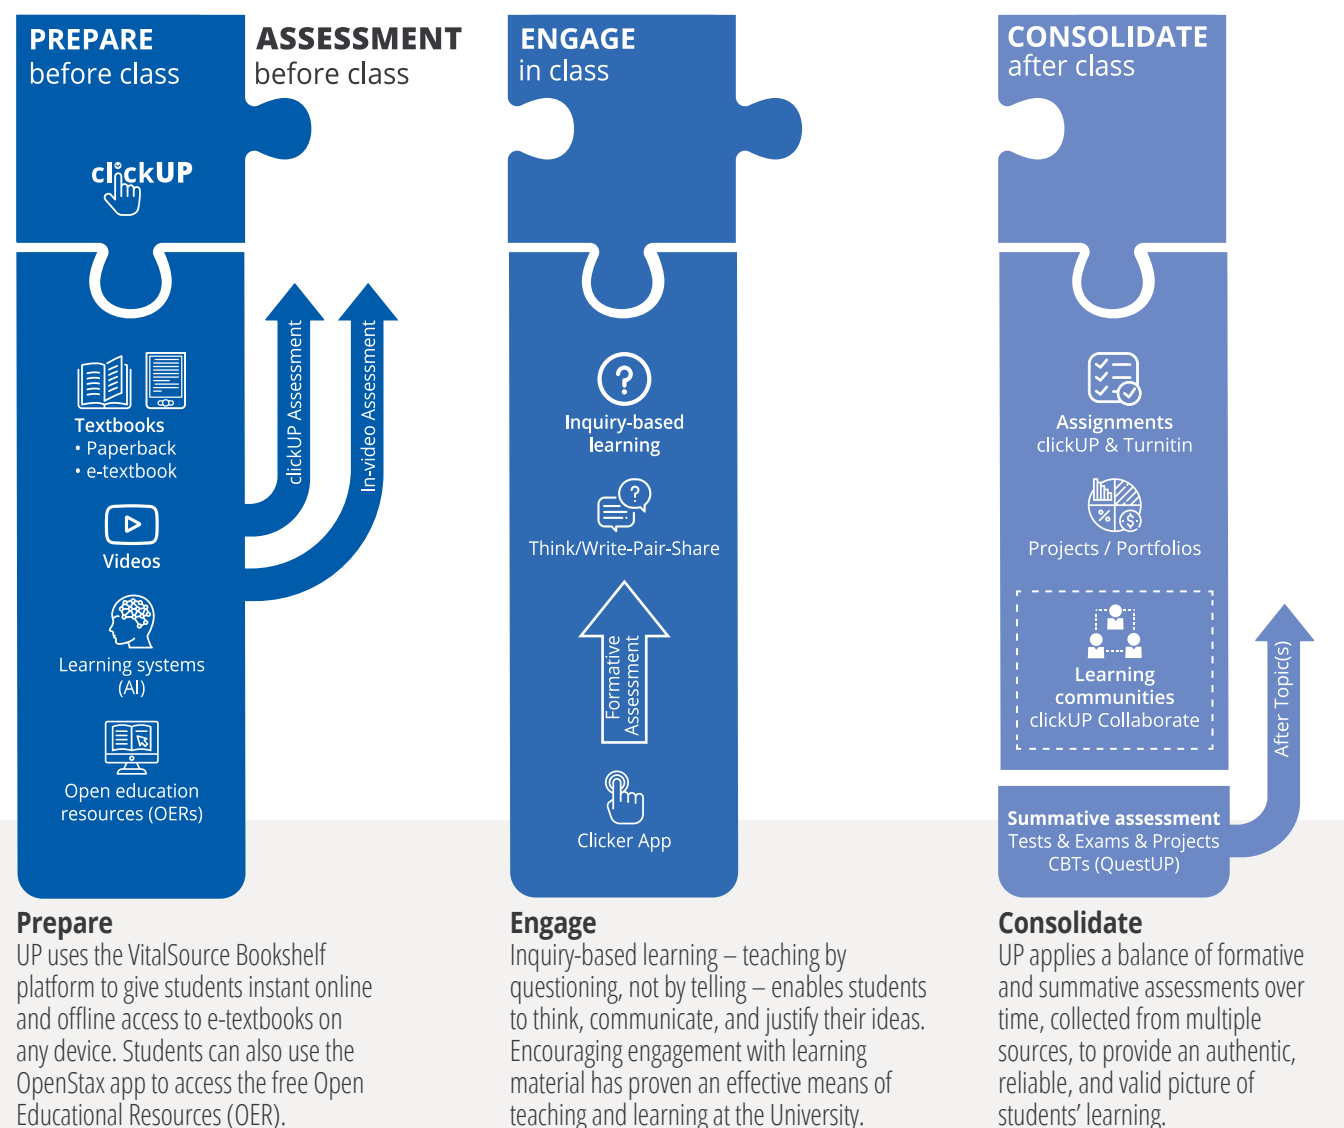 PREPARE
before class
ASSESSMENT
before class
clickUP
Textbooks
• Paperback
• e-textbook
Videos
Learning systems
(AI)
Open education
resources (OERs)
clickUP Assessment
In-video Assessment
ENGAGE
in class
?
Inquiry-based
learning
?
Think/Write-Pair-Share
Formative
Assessment
Clicker App
CONSOLIDATE
after class
Assignments
clickUP & Turnitin
% $
Projects / Portfolios
Learning
communities
clickUP Collaborate
Summative assessment
Tests & Exams & Projects
CBTs (QuestUP)
After Topic(s)
Prepare
UP uses the VitalSource Bookshelf
platform to give students instant online
and offline access to e-textbooks on
any device. Students can also use the
OpenStax app to access the free Open
Educational Resources (OER).
Engage
Inquiry-based learning – teaching by
questioning, not by telling – enables students
to think, communicate, and justify their ideas.
Encouraging engagement with learning
material has proven an effective means of
teaching and learning at the University.
Consolidate
UP applies a balance of formative
and summative assessments over
time, collected from multiple
sources, to provide an authentic,
reliable, and valid picture of
students’ learning.